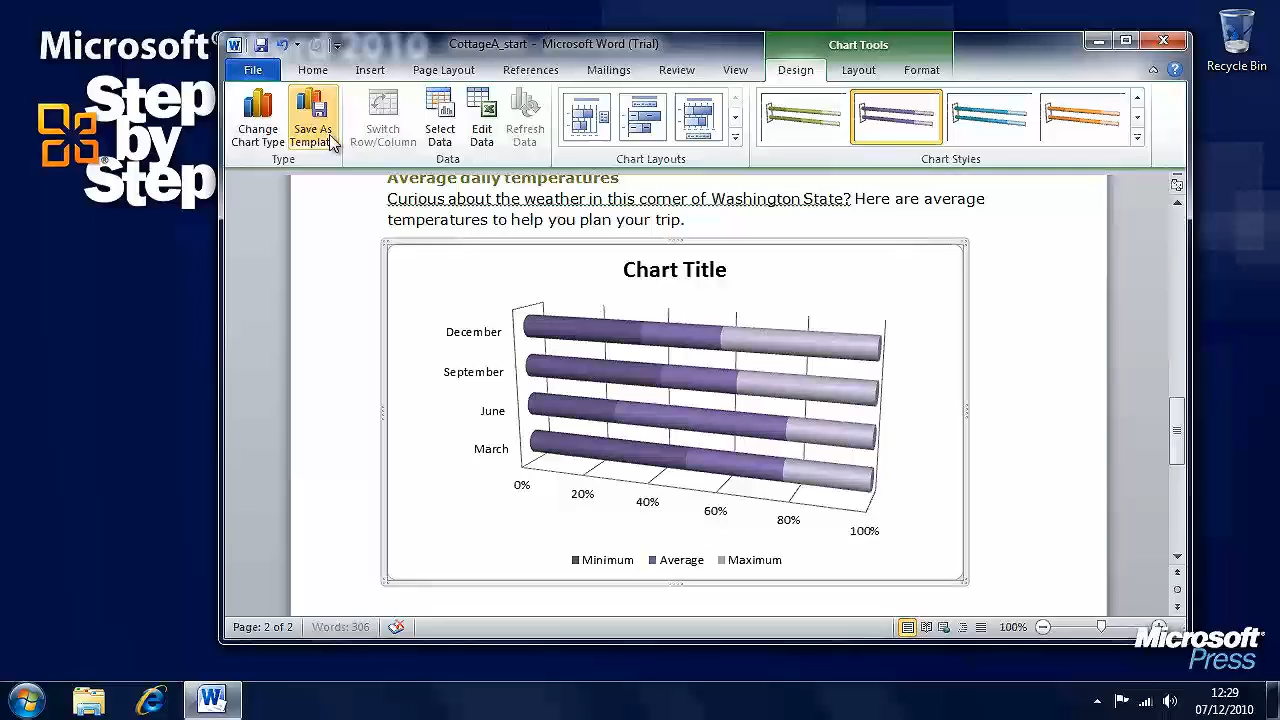 Microsoft® Word 2010
Step
by
Step
CottageA_start - Microsoft Word (Trial)
Chart Tools
Recycle Bin
File Home Insert Page Layout References Mailings Review View Design Layout Format
Change Chart Type
Save As Template
Switch Row/Column
Select Data
Edit Data
Refresh Data
Type Data Chart Layouts Chart Styles
Average daily temperatures
Curious about the weather in this corner of Washington State? Here are average
temperatures to help you plan your trip.
Chart Title
December
September
June
March
0% 20% 40% 60% 80% 100%
Minimum Average Maximum
Page: 2 of 2 Words: 306 100%
Microsoft
Press
12:29
07/12/2010